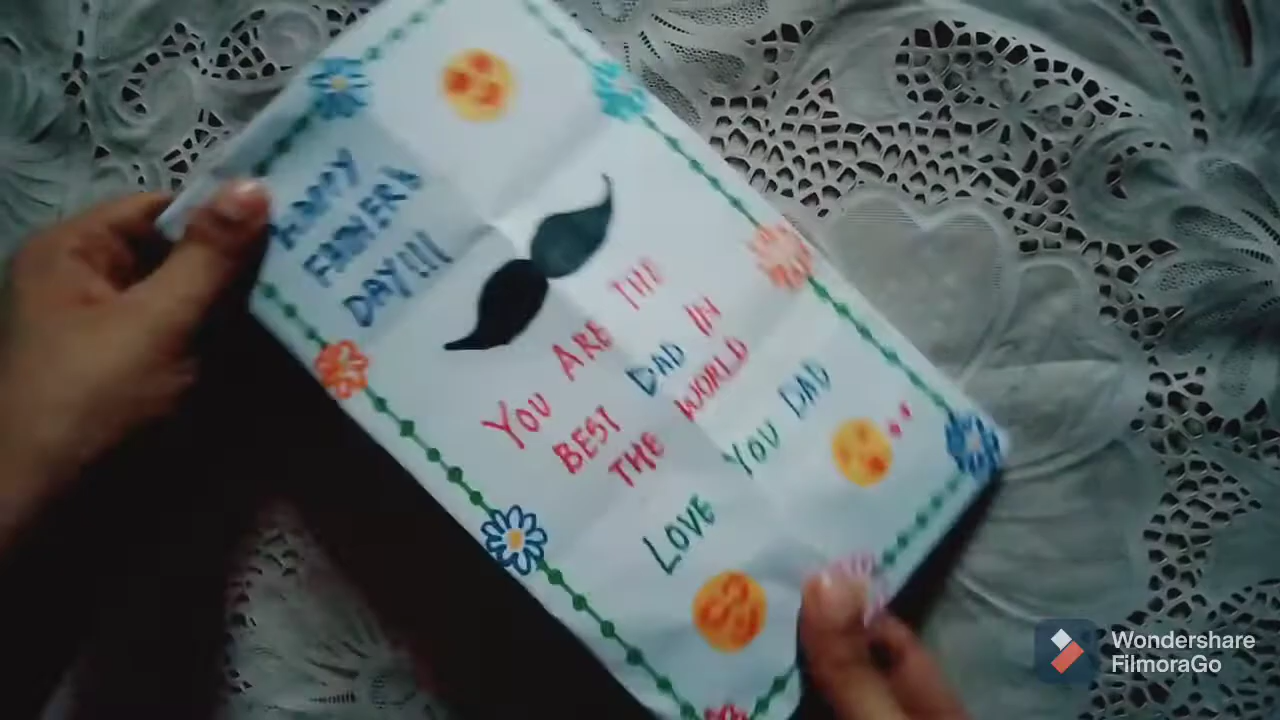 HAPPY
FATHER'S
DAY!!!!
YOU ARE THE
BEST DAD IN
THE WORLD
LOVE YOU DAD
Wondershare
FilmoraGo